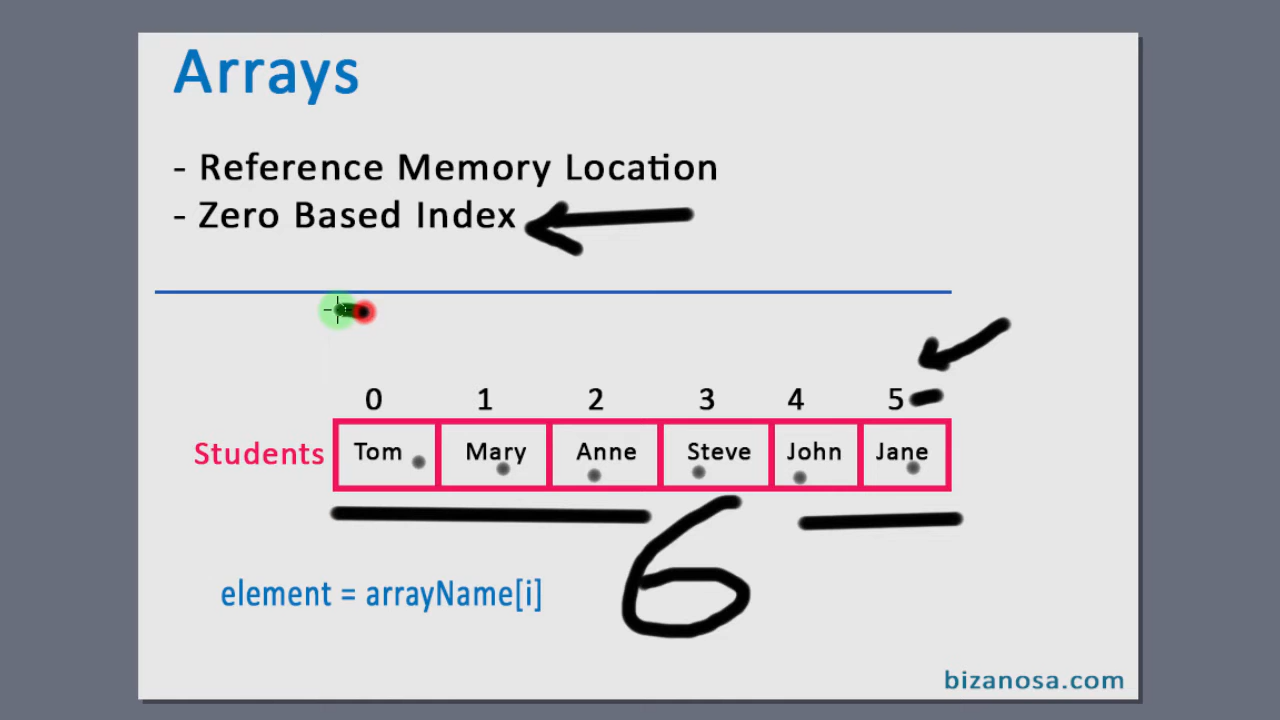 Arrays
- Reference Memory Location
- Zero Based Index
0 1 2 3 4 5
Students Tom Mary Anne Steve John Jane
6
element = arrayName[i]
bizanosa.com